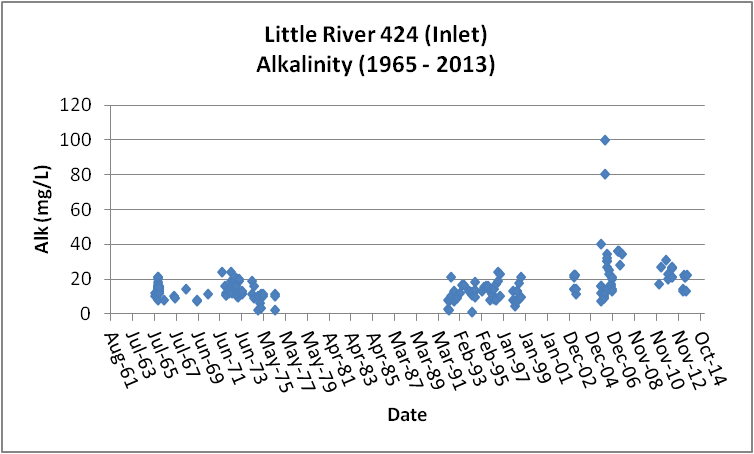 Little River 424 (Inlet)
Alkalinity (1965 - 2013)
Alk (mg/L)
120
100
80
60
40
20
0
Aug-61
Jul-63
Jul-65
Jul-67
Jun-69
Jun-71
Jun-73
May-75
May-77
May-79
Apr-81
Apr-83
Apr-85
Mar-87
Mar-89
Mar-91
Feb-93
Feb-95
Jan-97
Jan-99
Jan-01
Dec-02
Dec-04
Dec-06
Nov-08
Nov-10
Nov-12
Oct-14
Date